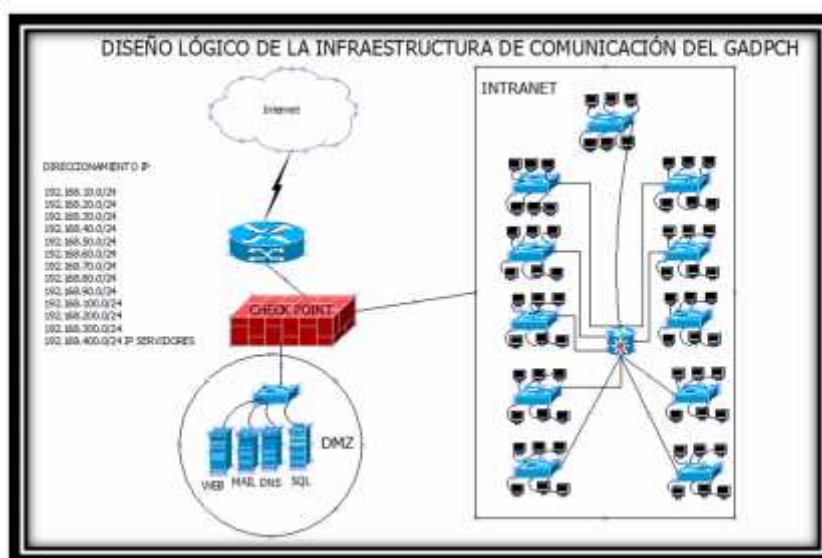 DISEÑO LÓGICO DE LA INFRAESTRUCTURA DE COMUNICACIÓN DEL GADPCH
Internet
INTRANET
DIRECCIONAMIENTO IP
192.168.10.0/24
192.168.20.0/24
192.168.30.0/24
192.168.40.0/24
192.168.50.0/24
192.168.60.0/24
192.168.70.0/24
192.168.80.0/24
192.168.90.0/24
192.168.100.0/24
192.168.200.0/24
192.168.300.0/24
192.168.400.0/24 IP SERVIDORES
CHECK POINT
DMZ
WEB MAIL DNS SQL